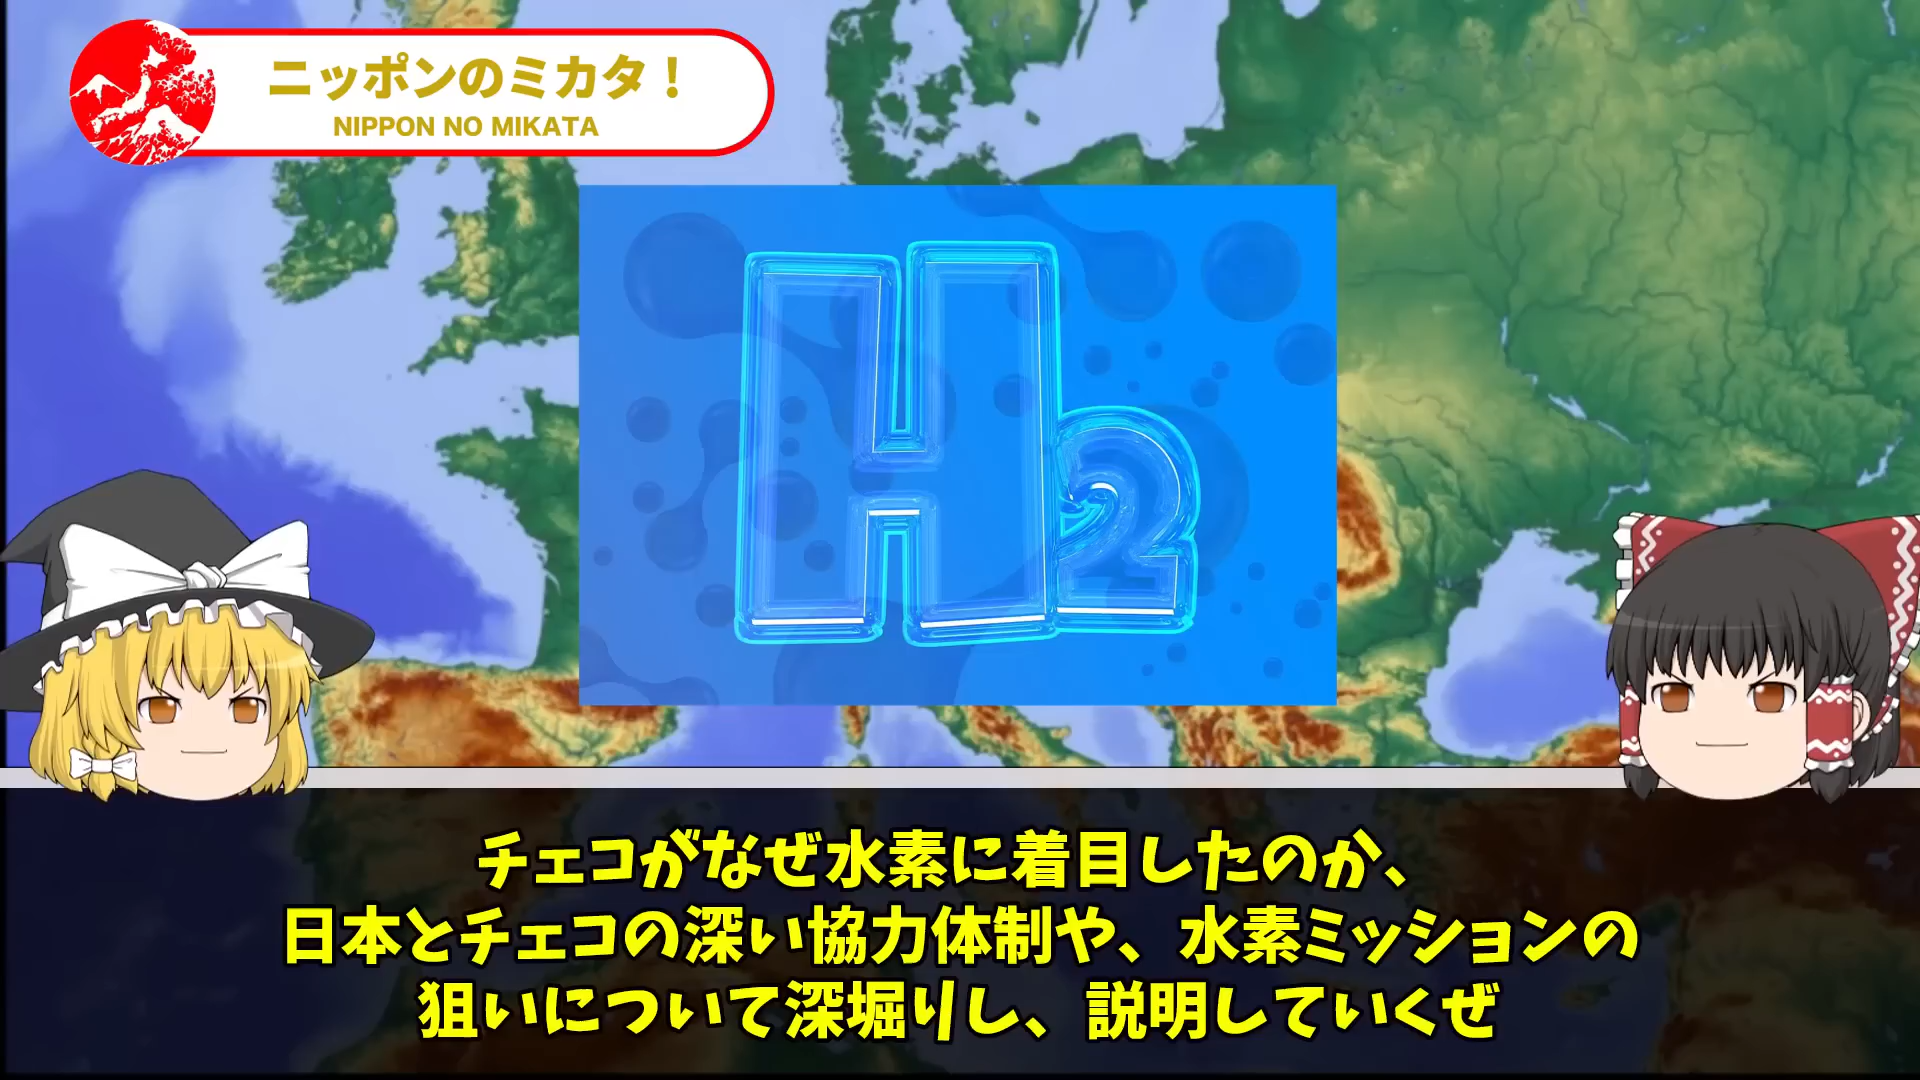 ニッポンのミカタ！
NIPPON NO MIKATA
H2
チェコがなぜ水素に着目したのか、
日本とチェコの深い協力体制や、水素ミッションの
狙いについて深堀りし、説明していくぜ